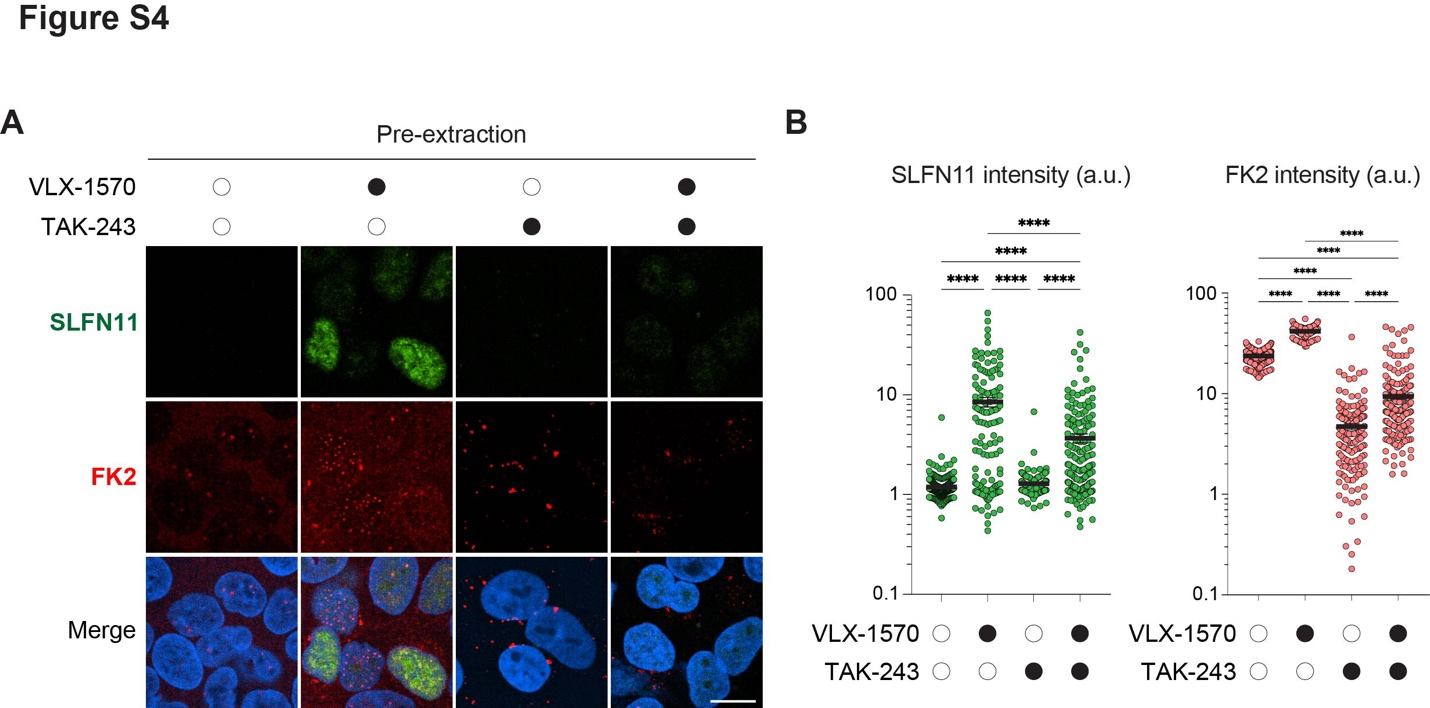 Figure S4
A
Pre-extraction
VLX-1570
TAK-243
SLFN11
FK2
Merge
B
SLFN11 intensity (a.u.)
****
****
**** **** ****
100
10
1
0.1
VLX-1570
TAK-243
FK2 intensity (a.u.)
****
****
****
**** **** ****
100
10
1
0.1
VLX-1570
TAK-243